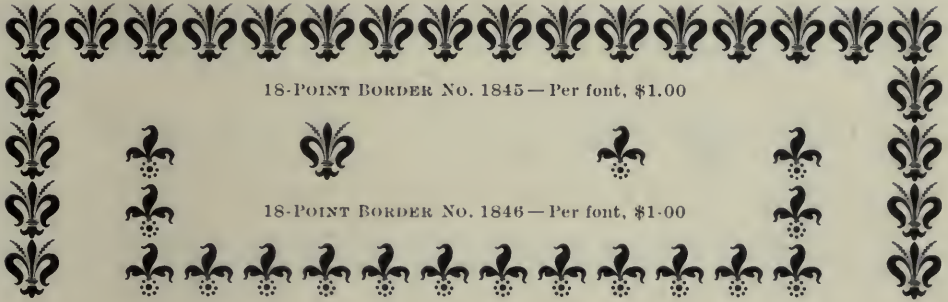 18-Point Border No. 1845—Per font, $1.00
18-Point Border No. 1846—Per font, $1.00